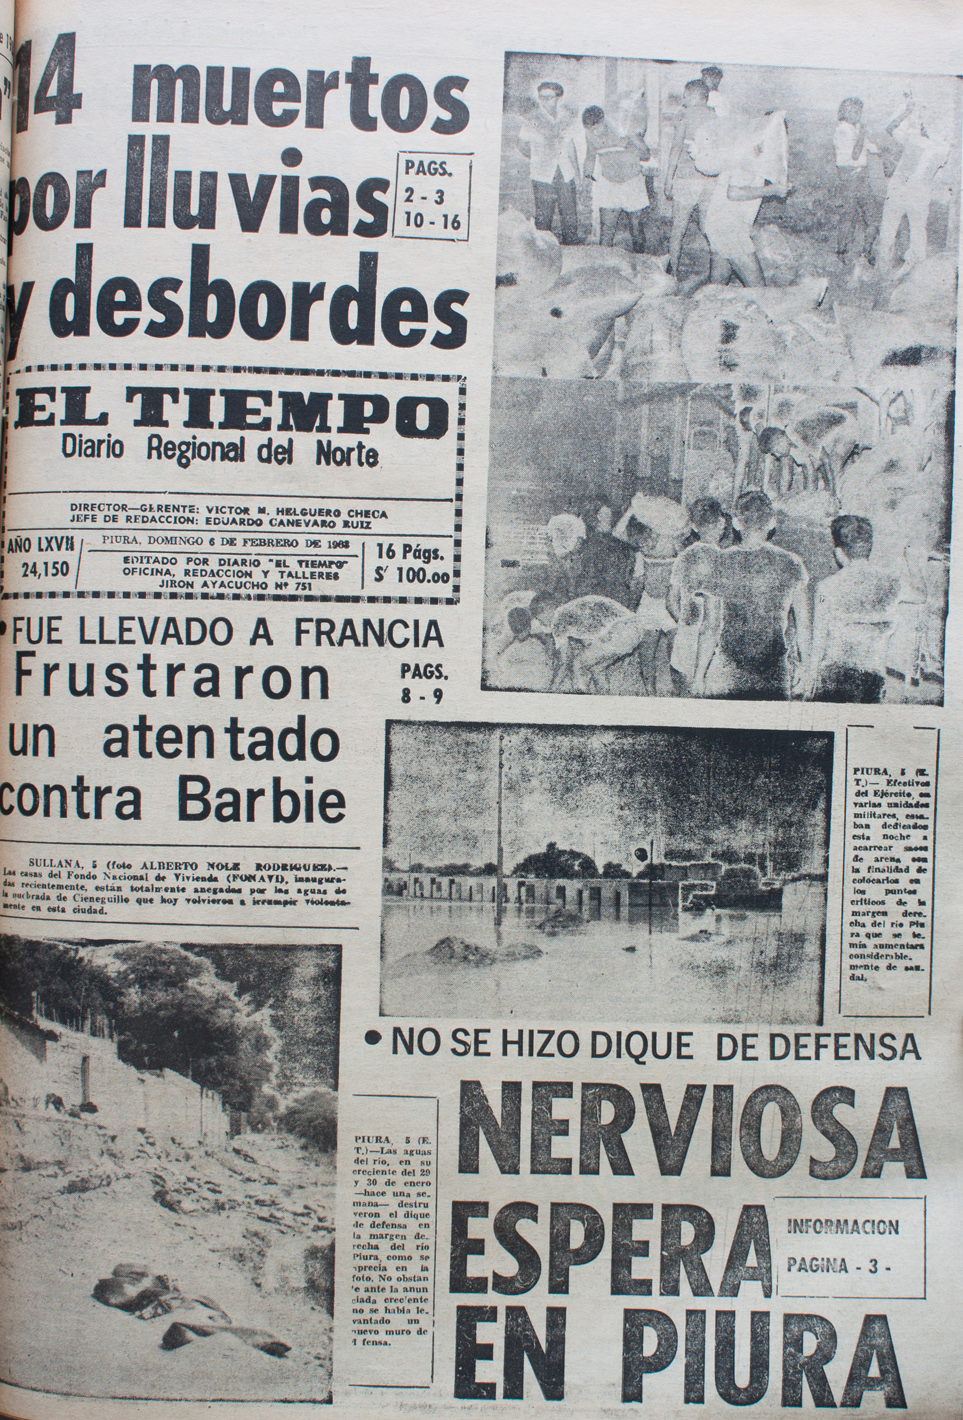 14 muertos
por lluvias
y desbordes
PAGS.
2 - 3
10 - 16
EL TIEMPO
Diario Regional del Norte
DIRECTOR—GERENTE: VICTOR M. HELGUERO CHECA
JEFE DE REDACCION: EDUARDO CANEVARO RUIZ
AÑO LXVII
24,150
PIURA, DOMINGO 6 DE FEBRERO DE 1983
EDITADO POR DIARIO "EL TIEMPO"
OFICINA, REDACCION Y TALLERES
JIRON AYACUCHO Nº 751
16 Págs.
S/ 100.00
•FUE LLEVADO A FRANCIA
Frustraron
un atentado
contra Barbie
PAGS.
8 - 9
SULLANA, 5 (foto ALBERTO NOLE RODRIGUEZ).—
Las casas del Fondo Nacional de Vivienda (FONAVI), inaugura-
das recientemente, están totalmente anegadas por las aguas de
la quebrada de Cieneguillo que hoy volvieron a irrumpir violenta-
mente en esta ciudad.
PIURA, 5 (E.
T.)— Efectivos
del Ejército, en
varias unidades
militares, esta-
ban dedicados
esta noche a
acarrear sacos
de arena con
la finalidad de
colocarlos en
los puntos
críticos de la
margen dere-
cha del río Piu
ra que se te-
mía aumentara
considerable-
mente de cau-
dal.
• NO SE HIZO DIQUE DE DEFENSA
NERVIOSA
ESPERA
EN PIURA
INFORMACION
PAGINA - 3 -
PIURA, 5 (E.
T.)—Las aguas
del río, en su
creciente del 29
y 30 de enero
—hace una se-
mana— destru
yeron el dique
de defensa en
la margen de-
recha del río
Piura, como se
aprecia en la
foto. No obstan
te ante la anun
ciada creciente
no se había le-
vantado un
nuevo muro de
fensa.